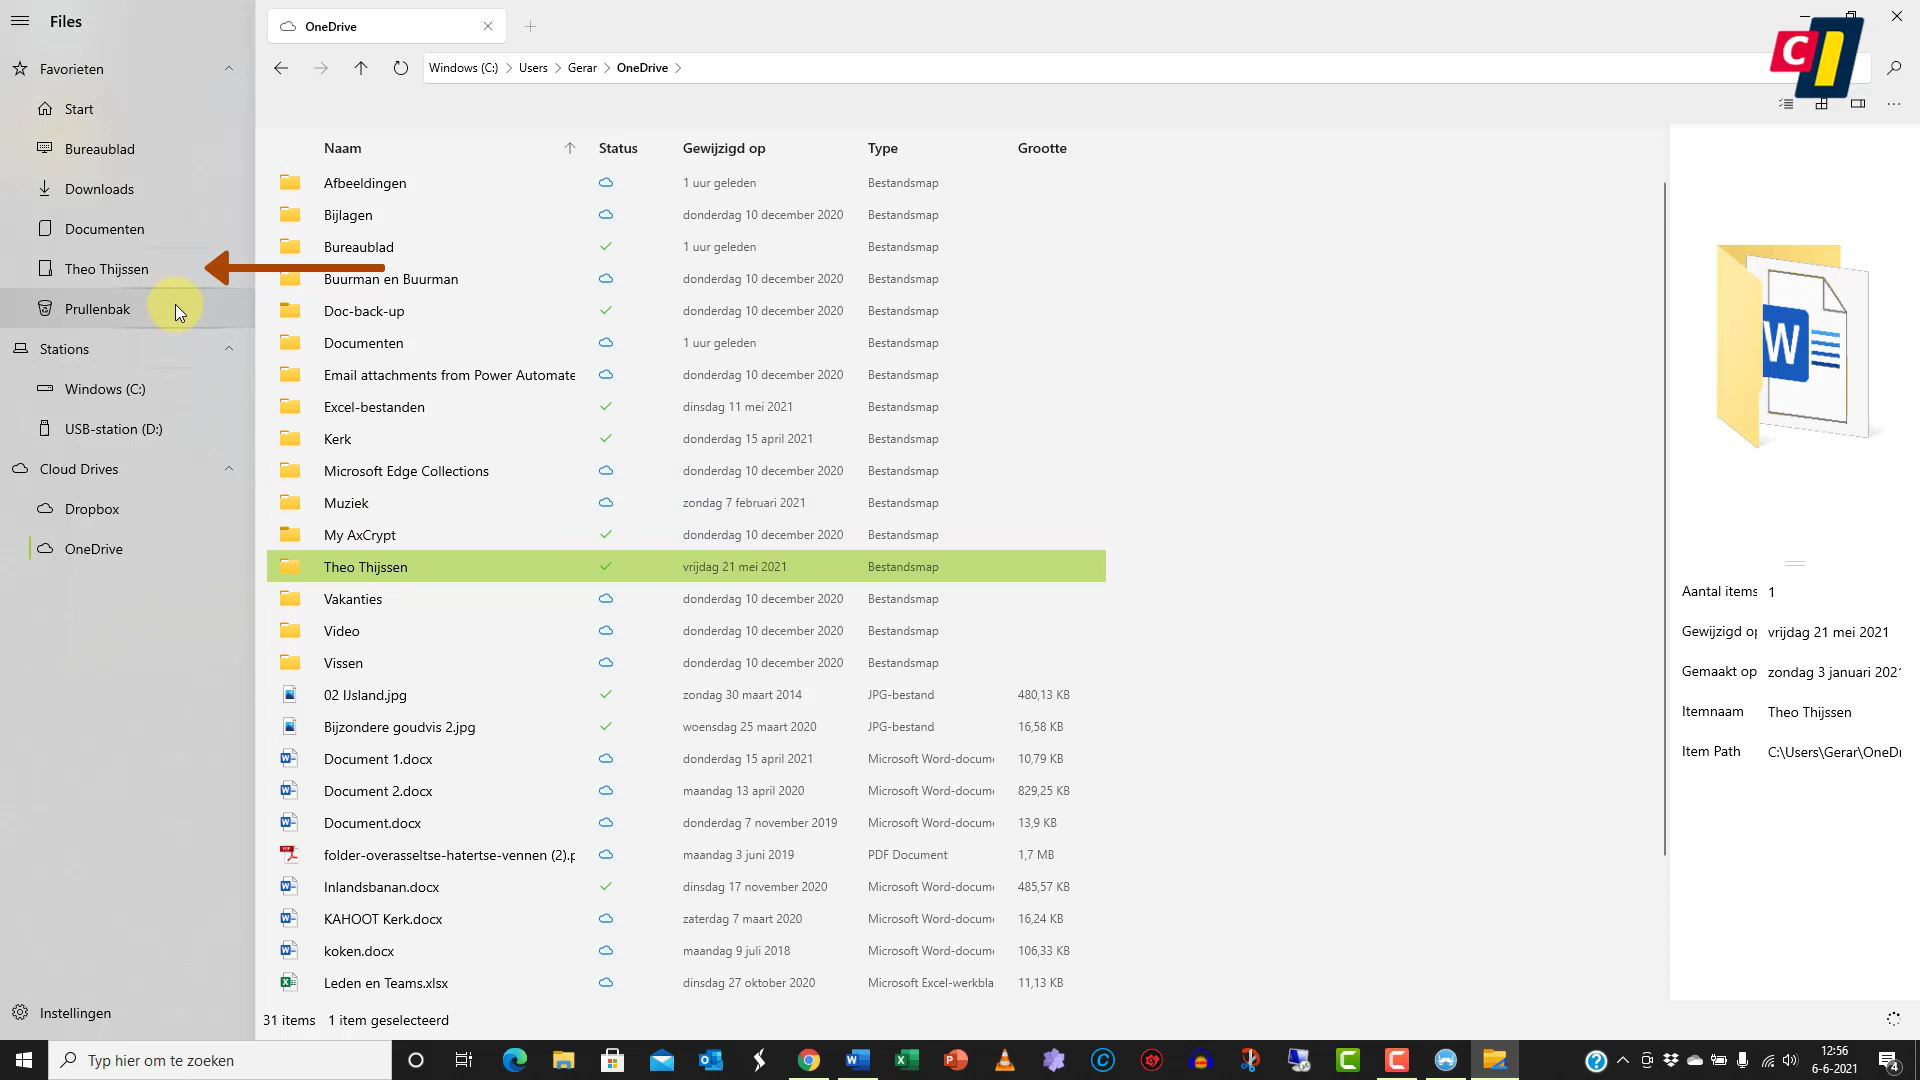 Files
Favorieten
Start
Bureaublad
Downloads
Documenten
Theo Thijssen
Prullenbak
Stations
Windows (C:)
USB-station (D:)
Cloud Drives
Dropbox
OneDrive
Instellingen
OneDrive
Windows (C:) Users Gerar OneDrive
CI
Naam Status Gewijzigd op Type Grootte
Afbeeldingen 1 uur geleden Bestandsmap
Bijlagen donderdag 10 december 2020 Bestandsmap
Bureaublad 1 uur geleden Bestandsmap
Buurman en Buurman donderdag 10 december 2020 Bestandsmap
Doc-back-up donderdag 10 december 2020 Bestandsmap
Documenten 1 uur geleden Bestandsmap
Email attachments from Power Automate donderdag 10 december 2020 Bestandsmap
Excel-bestanden dinsdag 11 mei 2021 Bestandsmap
Kerk donderdag 15 april 2021 Bestandsmap
Microsoft Edge Collections donderdag 10 december 2020 Bestandsmap
Muziek zondag 7 februari 2021 Bestandsmap
My AxCrypt donderdag 10 december 2020 Bestandsmap
Theo Thijssen vrijdag 21 mei 2021 Bestandsmap
Vakanties donderdag 10 december 2020 Bestandsmap
Video donderdag 10 december 2020 Bestandsmap
Vissen donderdag 10 december 2020 Bestandsmap
02 IJsland.jpg zondag 30 maart 2014 JPG-bestand 480,13 KB
Bijzondere goudvis 2.jpg woensdag 25 maart 2020 JPG-bestand 16,58 KB
Document 1.docx donderdag 15 april 2021 Microsoft Word-docum 10,79 KB
Document 2.docx maandag 13 april 2020 Microsoft Word-docum 829,25 KB
Document.docx donderdag 7 november 2019 Microsoft Word-docum 13,9 KB
folder-overasseltse-hatertse-vennen (2).p maandag 3 juni 2019 PDF Document 1,7 MB
Inlandsbanan.docx dinsdag 17 november 2020 Microsoft Word-docum 485,57 KB
KAHOOT Kerk.docx zaterdag 7 maart 2020 Microsoft Word-docum 16,24 KB
koken.docx maandag 9 juli 2018 Microsoft Word-docum 106,33 KB
Leden en Teams.xlsx dinsdag 27 oktober 2020 Microsoft Excel-werkbla 11,13 KB
31 items 1 item geselecteerd
W
Aantal items 1
Gewijzigd op vrijdag 21 mei 2021
Gemaakt op zondag 3 januari 202
Itemnaam Theo Thijssen
Item Path C:\Users\Gerar\OneDr
Typ hier om te zoeken
12:56
6-6-2021
4